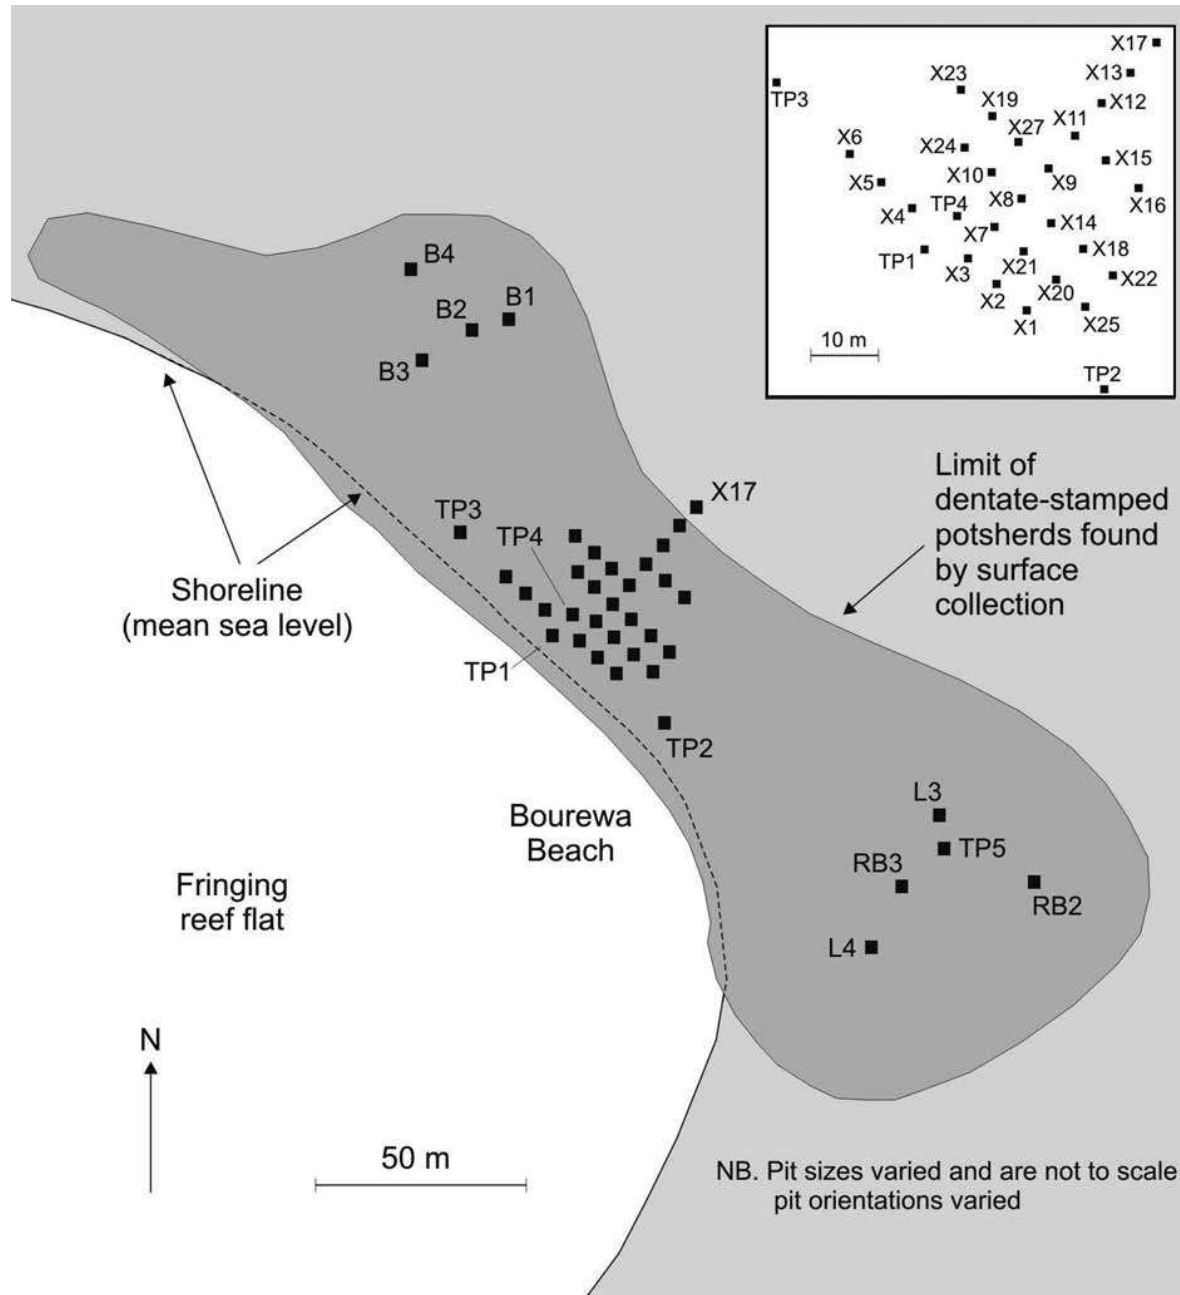 X17
X13
X23
TP3
X12
X19
X11
X27
X6
X24
X15
X10
X9
X5
X8
X16
X4
TP4
X14
X7
TP1
X18
X3
X21
X22
X2
X20
X1
X25
10 m
TP2
B4
B1
B2
B3
Limit of
dentate-stamped
potsherds found
by surface
collection
X17
TP3
TP4
Shoreline
(mean sea level)
TP1
TP2
L3
Bourewa
Beach
TP5
RB3
Fringing
reef flat
RB2
L4
N
50 m
NB. Pit sizes varied and are not to scale
pit orientations varied